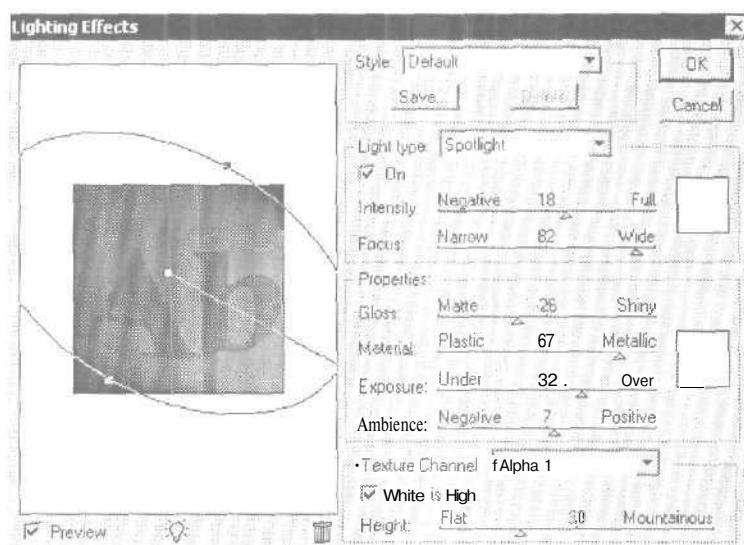 Lighting Effects
Style: Default
OK
Save...
Delete
Cancel
Light type: Spotlight
On
Intensity: Negative 18 Full
Focus: Narrow 82 Wide
Properties:
Gloss: Matte -26 Shiny
Material: Plastic 67 Metallic
Exposure: Under 32 . Over
Ambience: Negative 7 Positive
Texture Channel fAlpha 1
White is High
Height: Flat 30 Mountainous
Preview